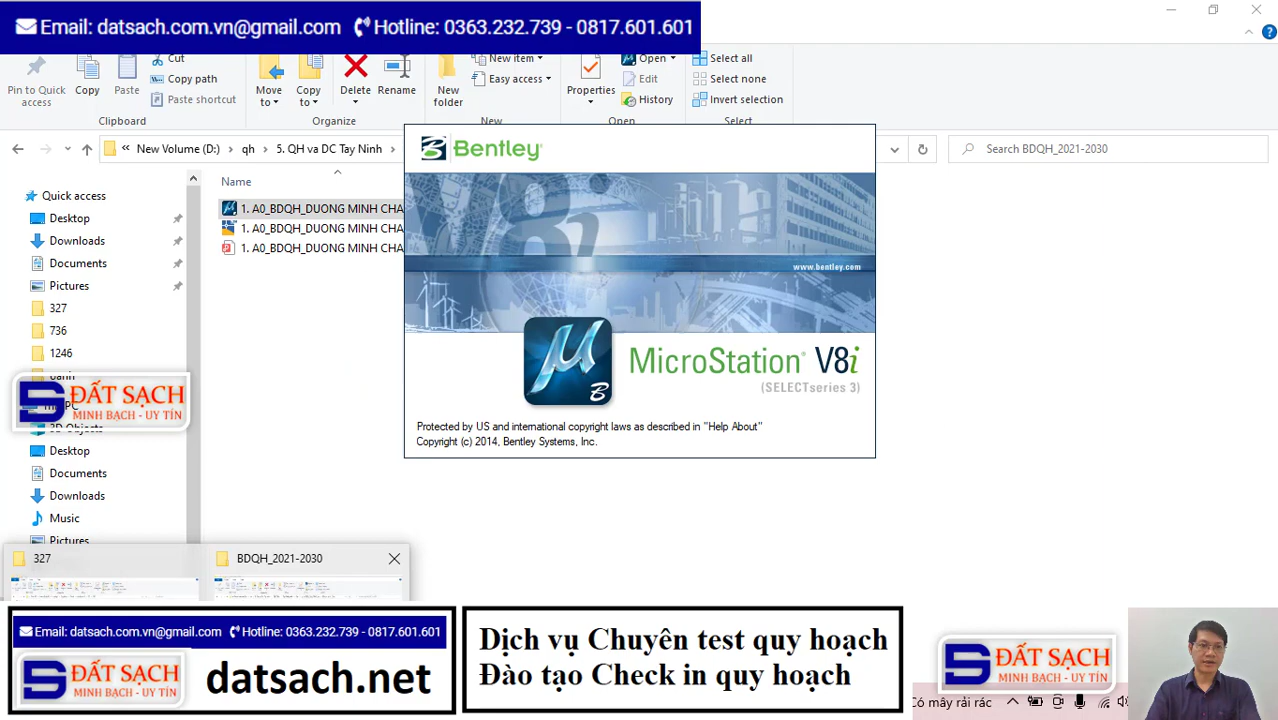 Email: datsach.com.vn@gmail.com Hotline: 0363.232.739 - 0817.601.601
Pin to Quick access
Copy
Paste
Cut
Copy path
Paste shortcut
Clipboard
Move to
Copy to
Delete
Rename
Organize
New folder
New item
Easy access
New
Properties
Open
Edit
History
Open
Select all
Select none
Invert selection
Select
« New Volume (D:) › qh › 5. QH va DC Tay Ninh ›
Search BDQH_2021-2030
Name
Quick access
Desktop
Downloads
Documents
Pictures
327
736
1246
ĐẤT SẠCH
MINH BẠCH - UY TÍN
3D Objects
Desktop
Documents
Downloads
Music
Pictures
1. A0_BDQH_DUONG MINH CHA
1. A0_BDQH_DUONG MINH CHA
1. A0_BDQH_DUONG MINH CHA
Bentley
www.bentley.com
MicroStation V8i
(SELECTseries 3)
Protected by US and international copyright laws as described in "Help About"
Copyright (c) 2014, Bentley Systems, Inc.
327
BDQH_2021-2030
Email: datsach.com.vn@gmail.com Hotline: 0363.232.739 - 0817.601.601
ĐẤT SẠCH
MINH BẠCH - UY TÍN
datsach.net
Dịch vụ Chuyên test quy hoạch
Đào tạo Check in quy hoạch
ĐẤT SẠCH
MINH BẠCH - UY TÍN
Có mây rải rác